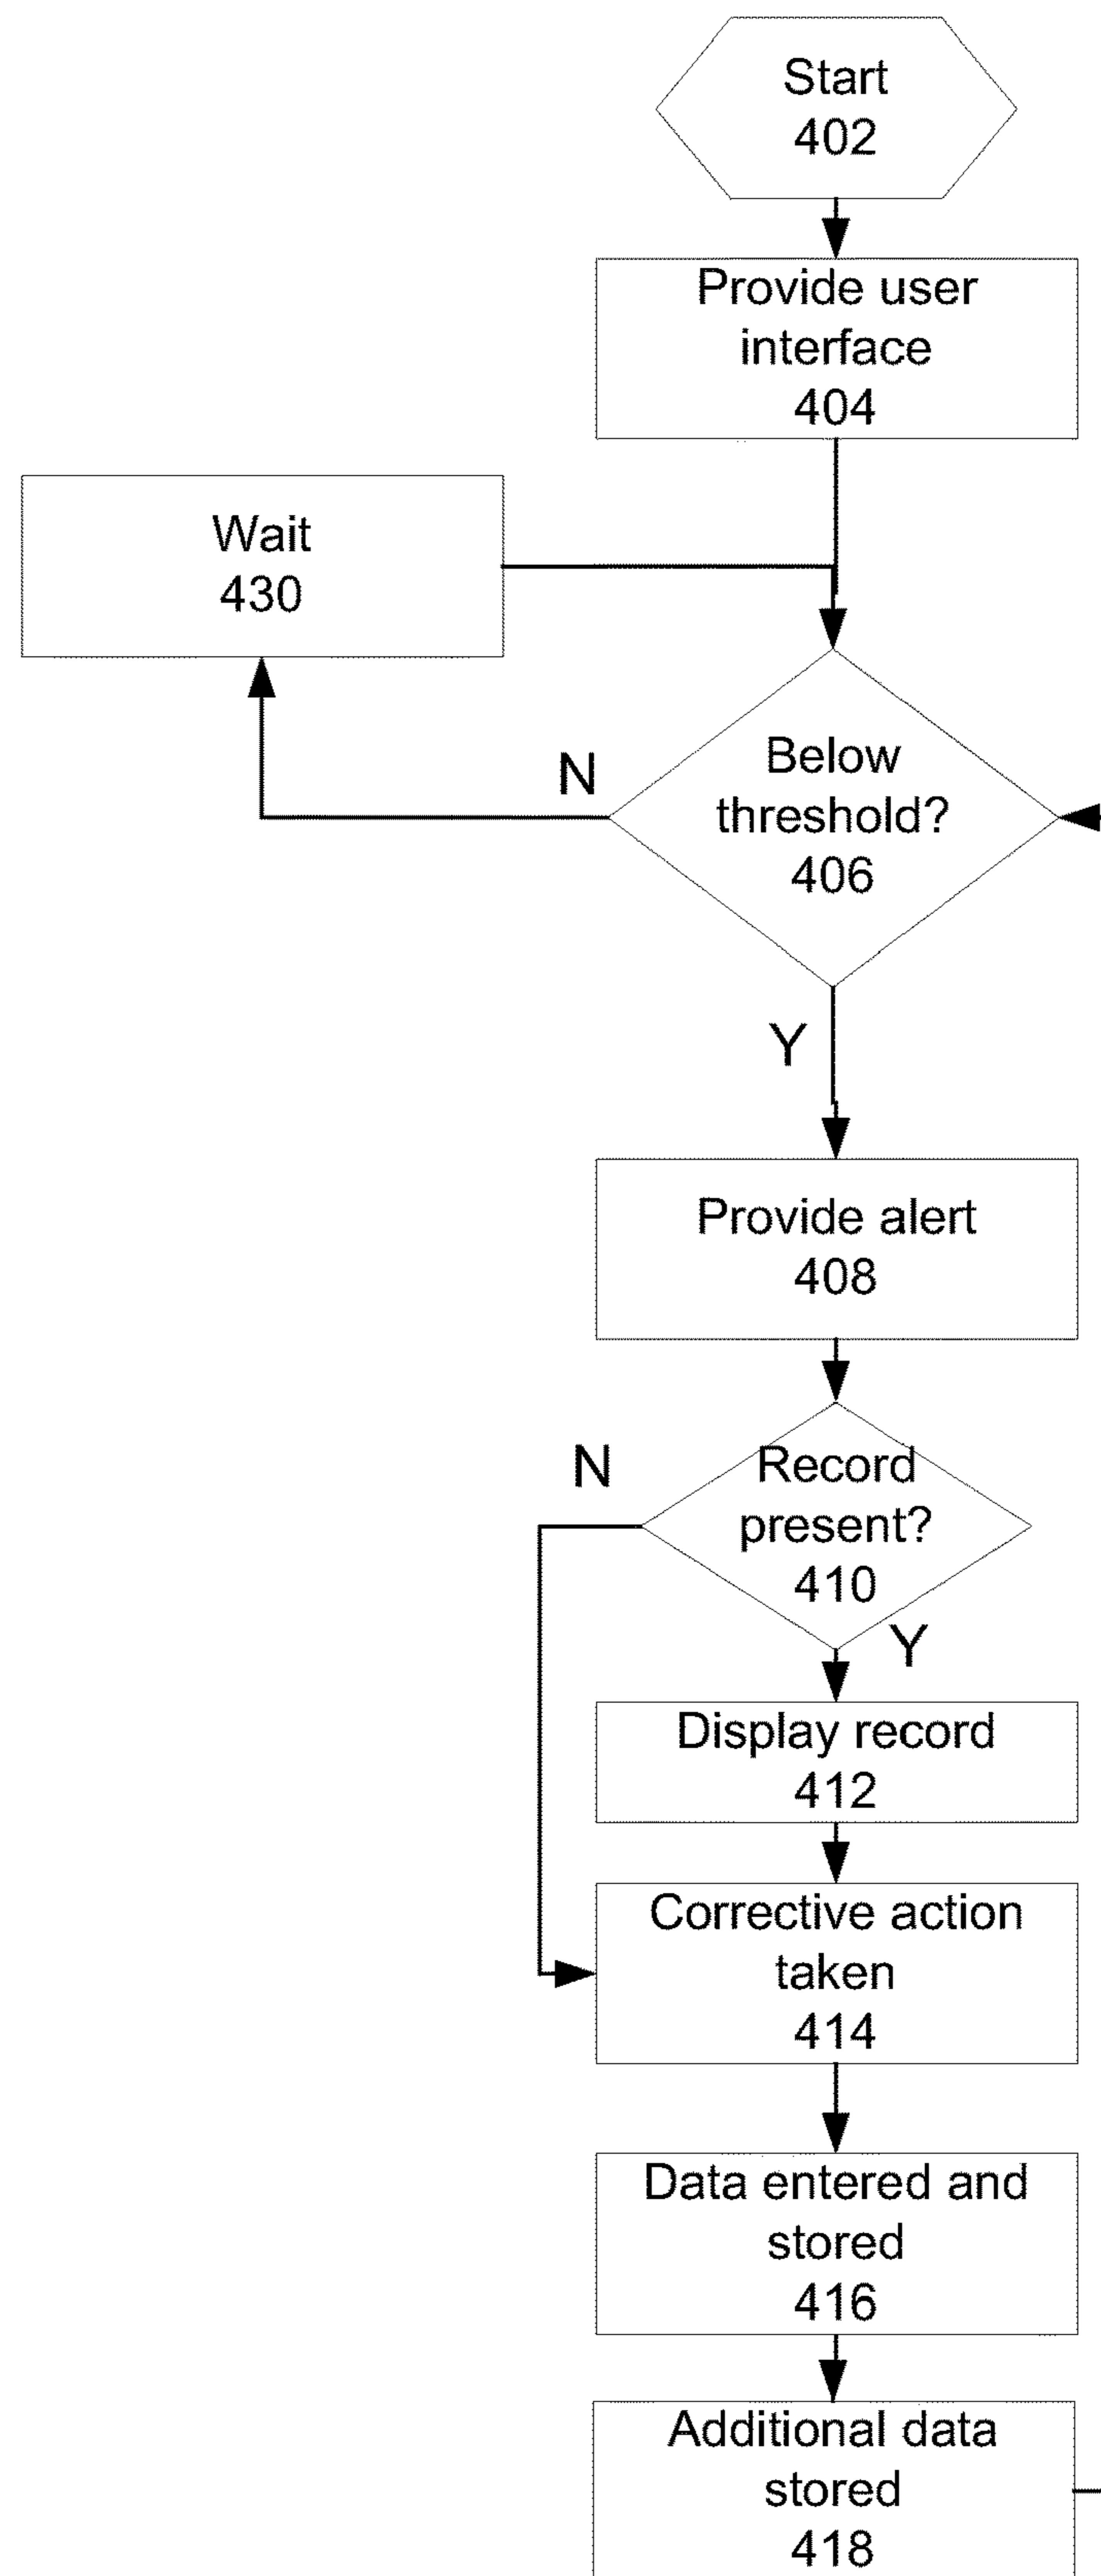 Start
402
Provide user
interface
404
Wait
430
N
Below
threshold?
406
Y
Provide alert
408
N
Record
present?
410
Y
Display record
412
Corrective action
taken
414
Data entered and
stored
416
Additional data
stored
418